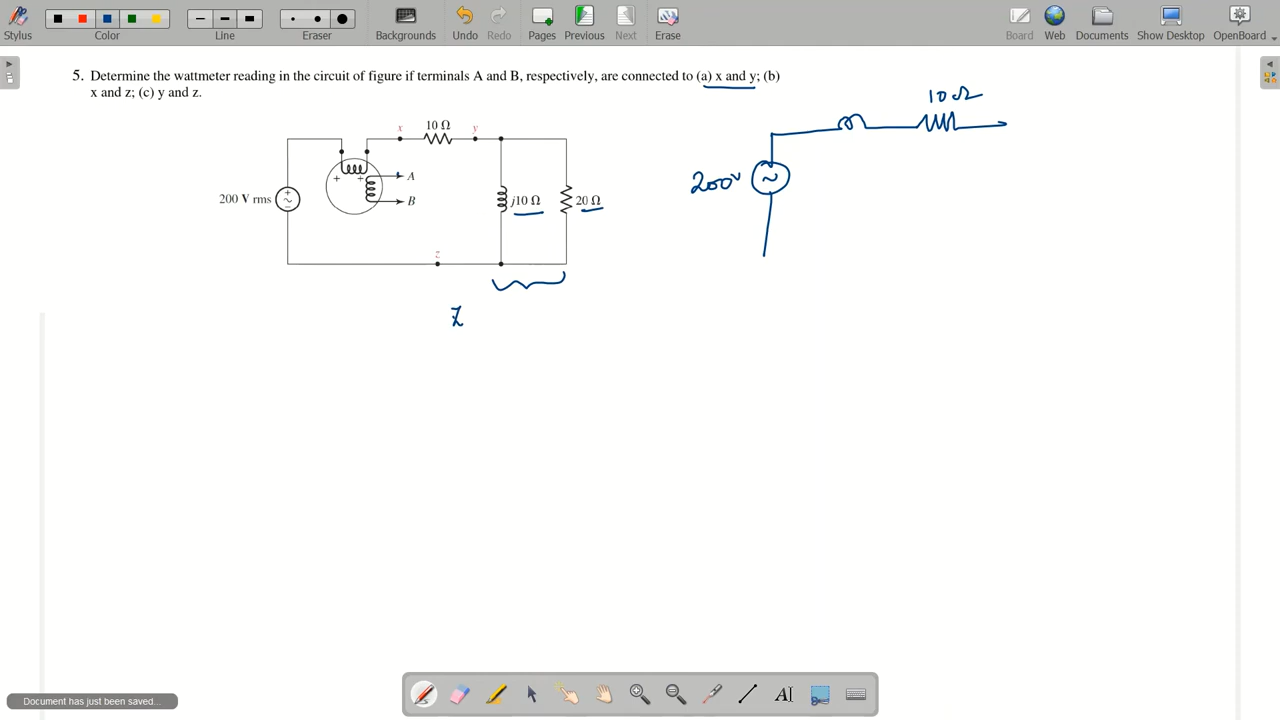 Stylus Color Line Eraser Backgrounds Undo Redo Pages Previous Next Erase Board Web Documents Show Desktop OpenBoard
5. Determine the wattmeter reading in the circuit of figure if terminals A and B, respectively, are connected to (a) x and y; (b)
x and z; (c) y and z.
10 Ω
x 10 Ω y
+ + A
200 V rms + - B j10 Ω 20 Ω
200V
z
Z
Document has just been saved...
AI